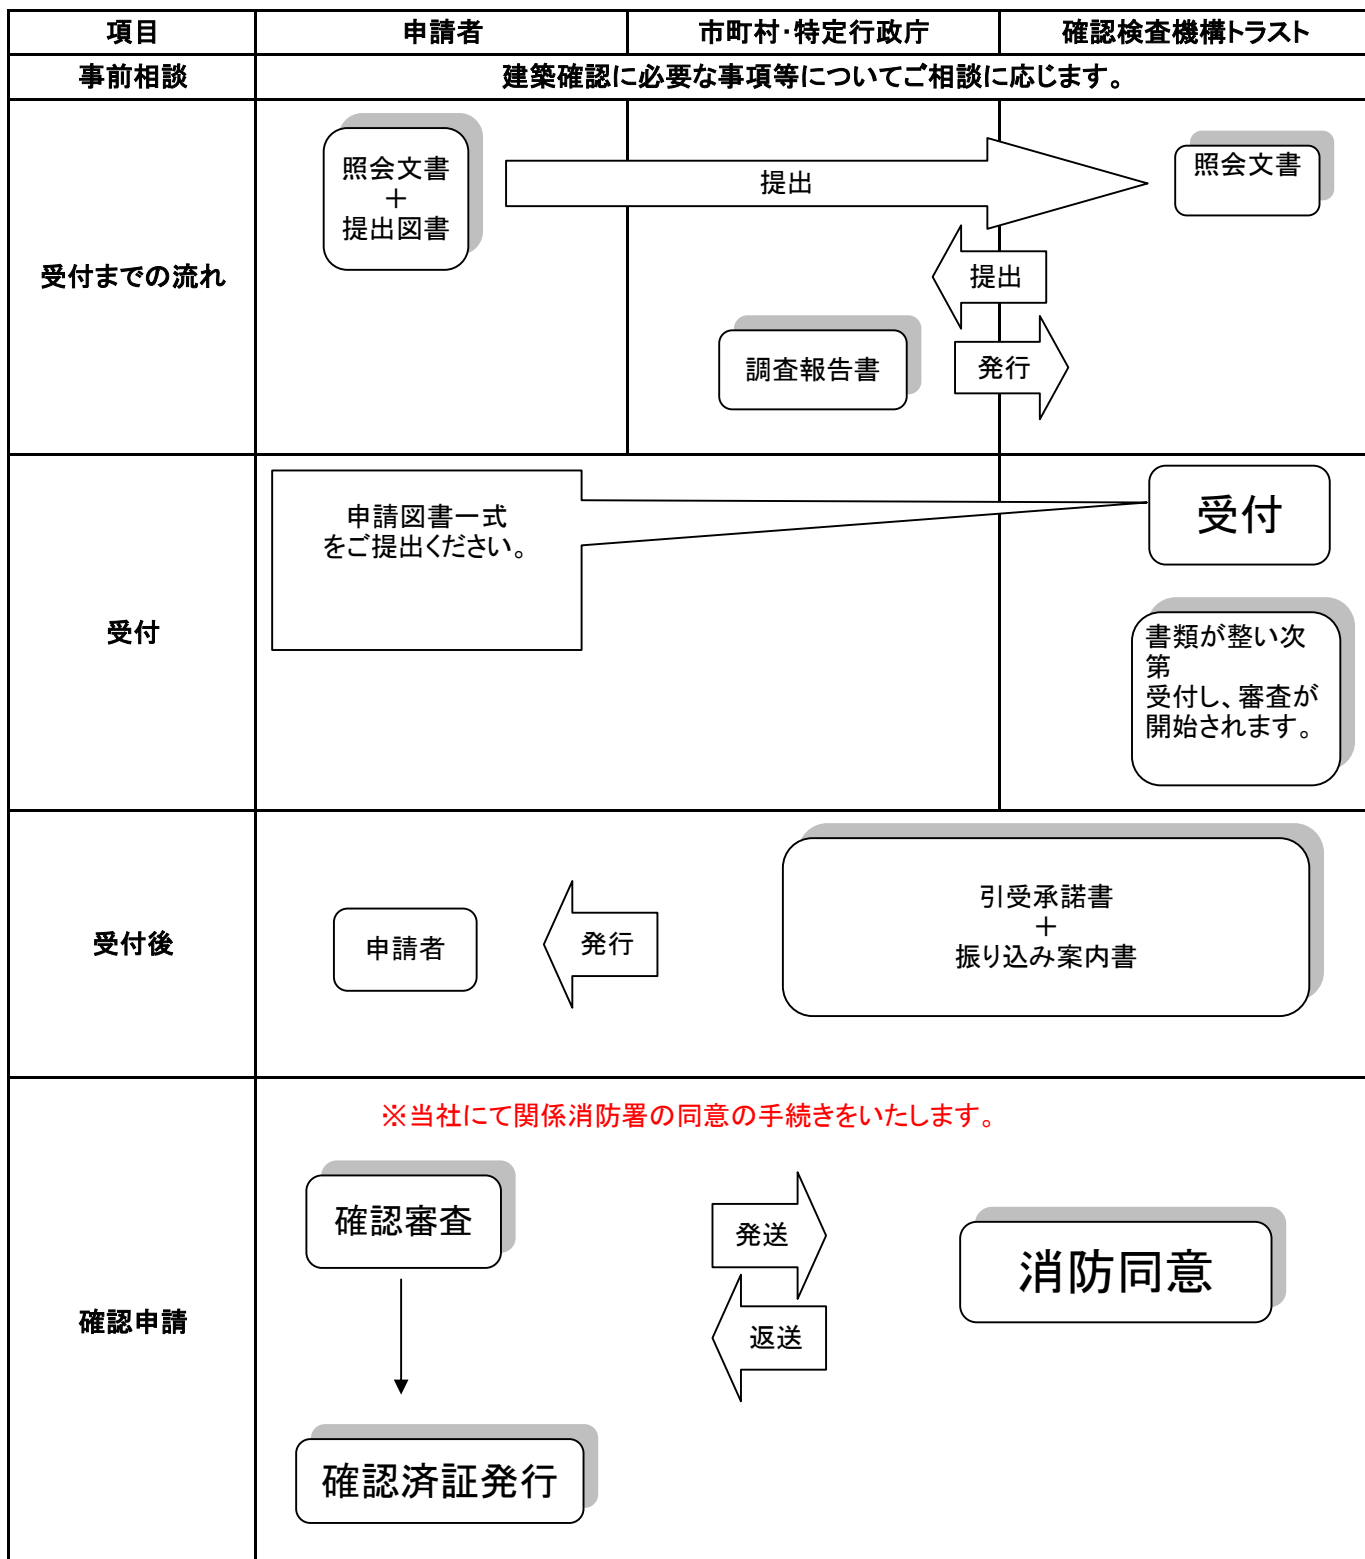 項目
申請者
市町村・特定行政庁
確認検査機構トラスト
事前相談
建築確認に必要な事項等についてご相談に応じます。
受付までの流れ
照会文書
＋
提出図書
提出
照会文書
提出
調査報告書
発行
受付
申請図書一式
をご提出ください。
受付
書類が整い次
第
受付し、審査が
開始されます。
受付後
申請者
発行
引受承諾書
＋
振り込み案内書
確認申請
※当社にて関係消防署の同意の手続きをいたします。
確認審査
発送
消防同意
返送
確認済証発行